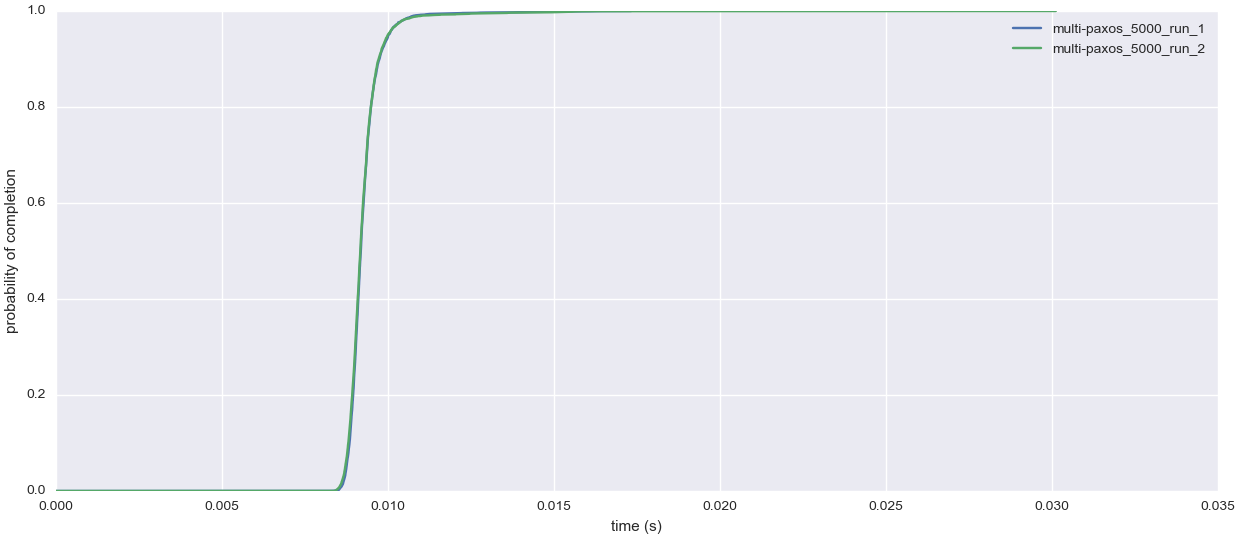 1.0
0.8
0.6
0.4
0.2
0.0
probability of completion
multi-paxos_5000_run_1
multi-paxos_5000_run_2
0.000 0.005 0.010 0.015 0.020 0.025 0.030 0.035
time (s)